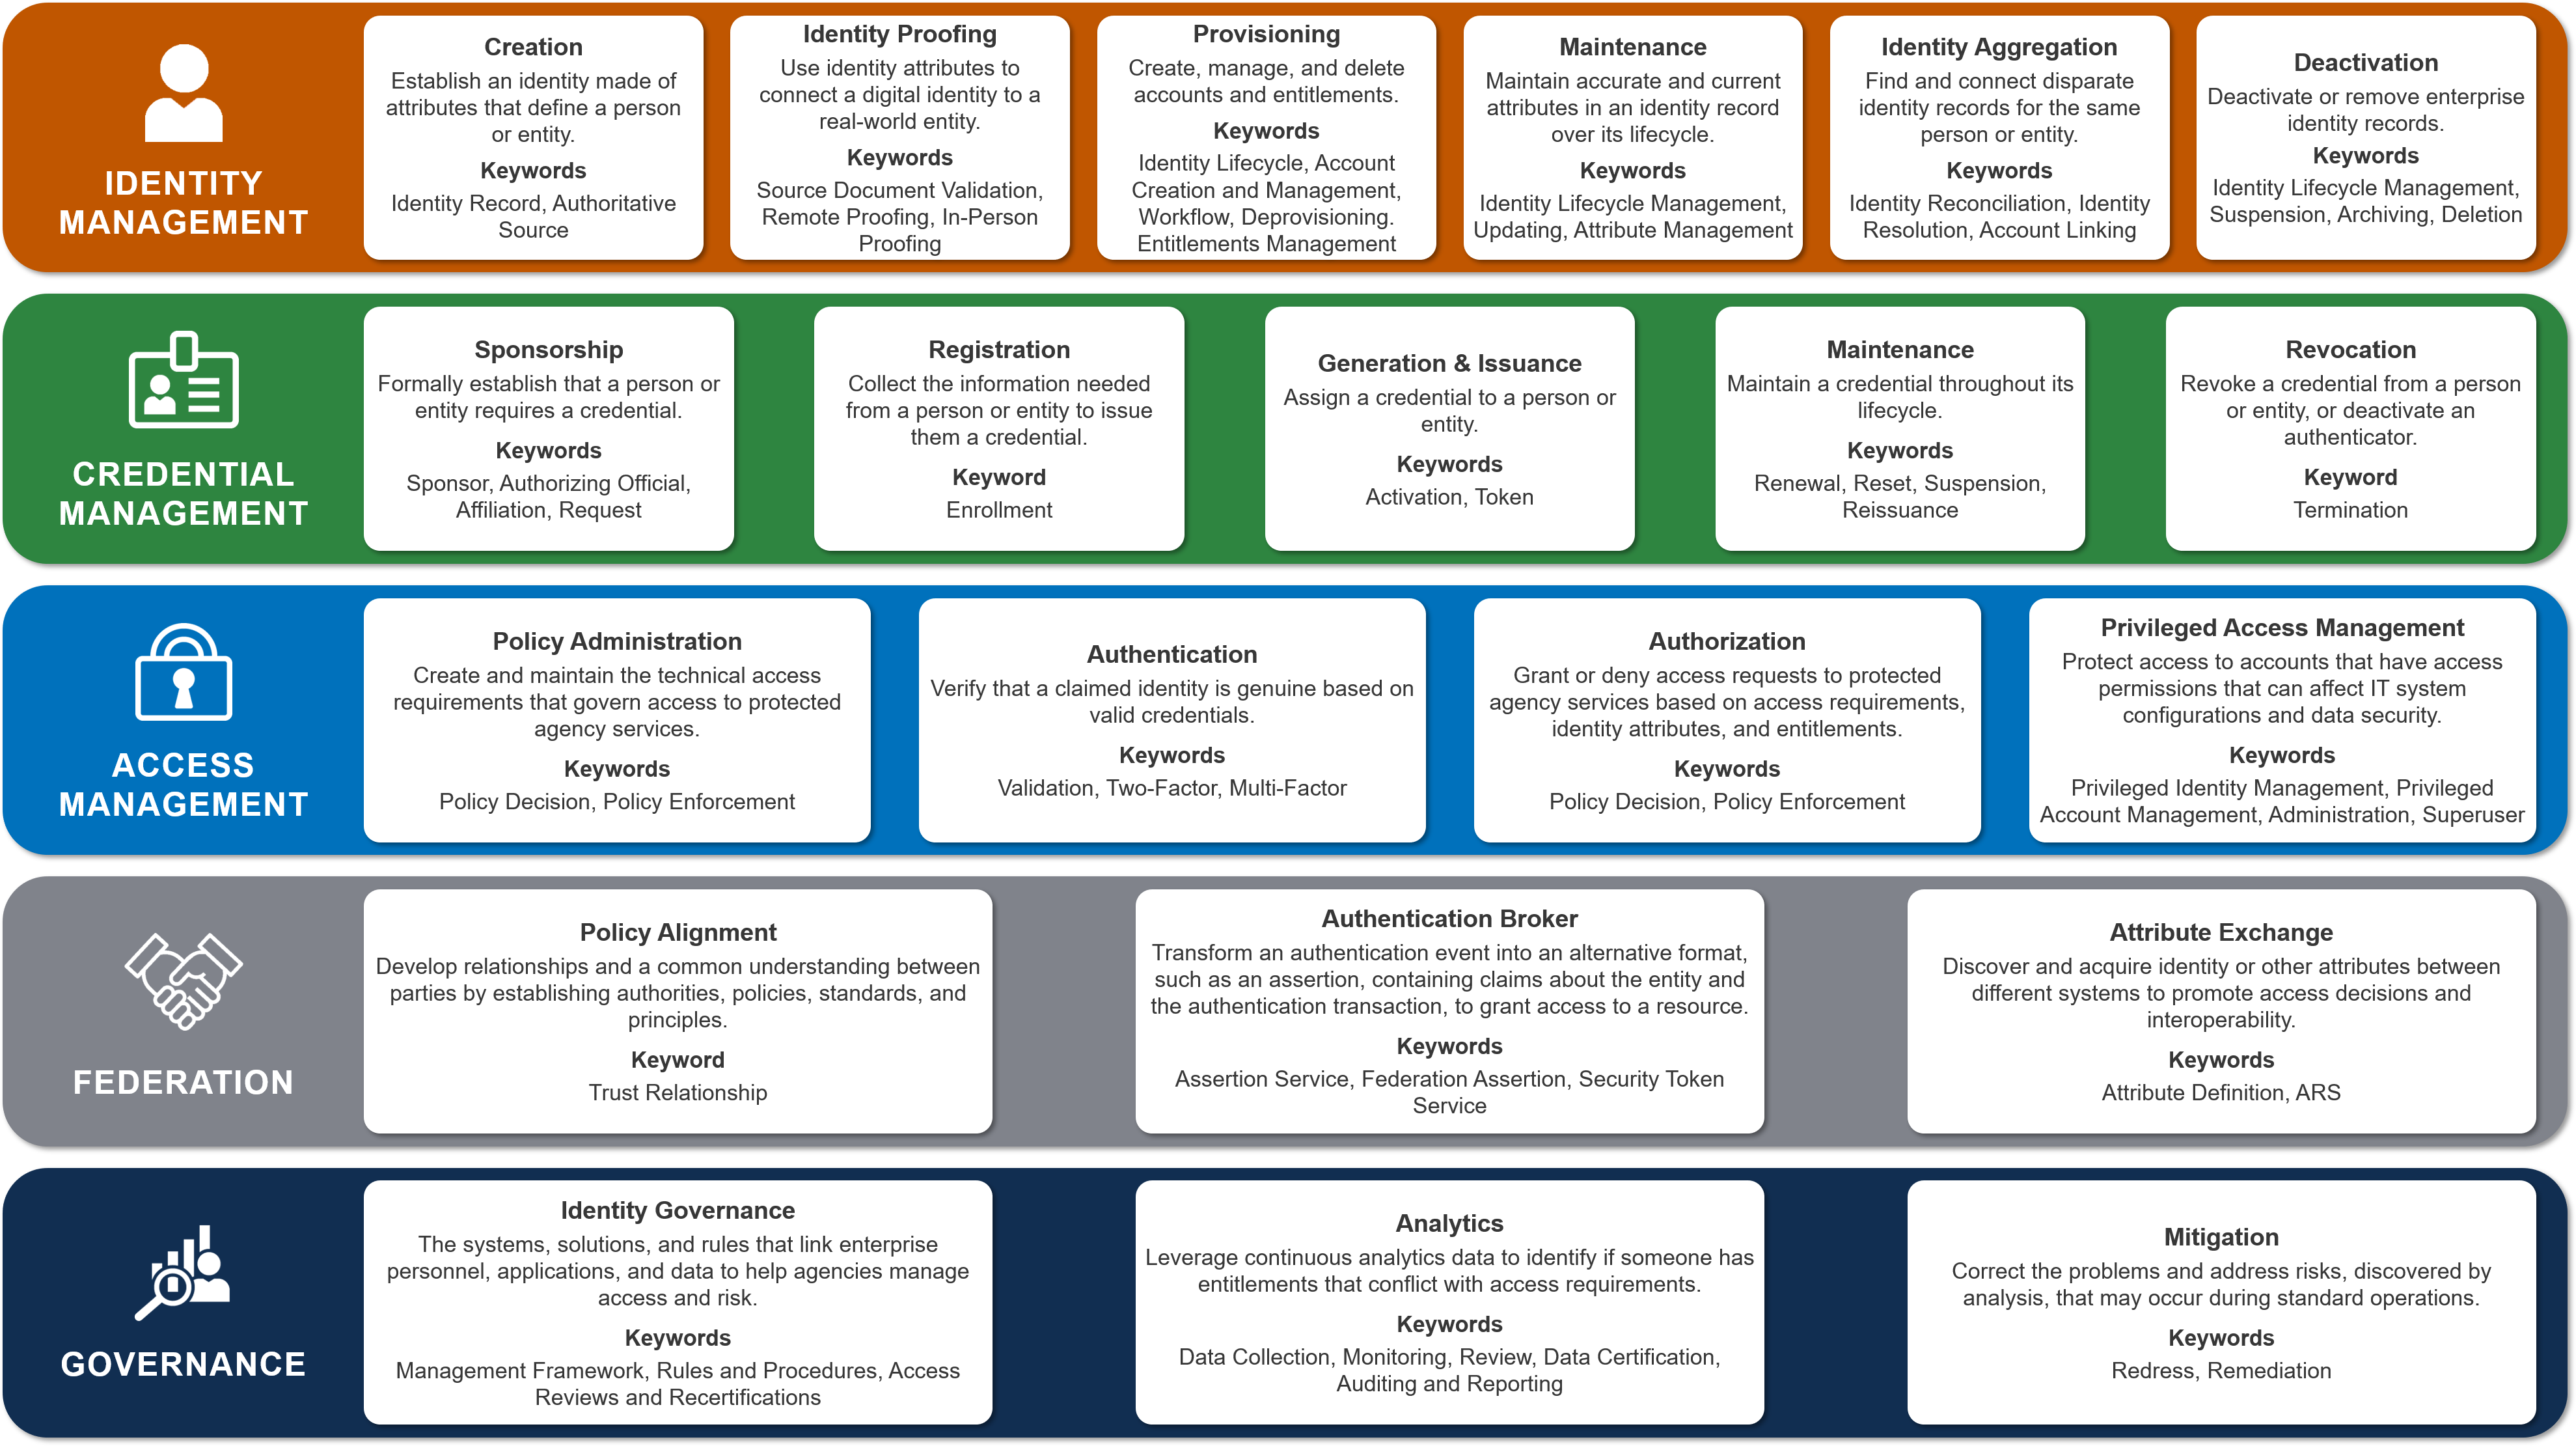 IDENTITY
MANAGEMENT
Creation
Establish an identity made of
attributes that define a person
or entity.
Keywords
Identity Record, Authoritative
Source
Identity Proofing
Use identity attributes to
connect a digital identity to a
real-world entity.
Keywords
Source Document Validation,
Remote Proofing, In-Person
Proofing
Provisioning
Create, manage, and delete
accounts and entitlements.
Keywords
Identity Lifecycle, Account
Creation and Management,
Workflow, Deprovisioning.
Entitlements Management
Maintenance
Maintain accurate and current
attributes in an identity record
over its lifecycle.
Keywords
Identity Lifecycle Management,
Updating, Attribute Management
Identity Aggregation
Find and connect disparate
identity records for the same
person or entity.
Keywords
Identity Reconciliation, Identity
Resolution, Account Linking
Deactivation
Deactivate or remove enterprise
identity records.
Keywords
Identity Lifecycle Management,
Suspension, Archiving, Deletion
CREDENTIAL
MANAGEMENT
Sponsorship
Formally establish that a person or
entity requires a credential.
Keywords
Sponsor, Authorizing Official,
Affiliation, Request
Registration
Collect the information needed
from a person or entity to issue
them a credential.
Keyword
Enrollment
Generation & Issuance
Assign a credential to a person or
entity.
Keywords
Activation, Token
Maintenance
Maintain a credential throughout its
lifecycle.
Keywords
Renewal, Reset, Suspension,
Reissuance
Revocation
Revoke a credential from a person
or entity, or deactivate an
authenticator.
Keyword
Termination
ACCESS
MANAGEMENT
Policy Administration
Create and maintain the technical access
requirements that govern access to protected
agency services.
Keywords
Policy Decision, Policy Enforcement
Authentication
Verify that a claimed identity is genuine based on
valid credentials.
Keywords
Validation, Two-Factor, Multi-Factor
Authorization
Grant or deny access requests to protected
agency services based on access requirements,
identity attributes, and entitlements.
Keywords
Policy Decision, Policy Enforcement
Privileged Access Management
Protect access to accounts that have access
permissions that can affect IT system
configurations and data security.
Keywords
Privileged Identity Management, Privileged
Account Management, Administration, Superuser
FEDERATION
Policy Alignment
Develop relationships and a common understanding between
parties by establishing authorities, policies, standards, and
principles.
Keyword
Trust Relationship
Authentication Broker
Transform an authentication event into an alternative format,
such as an assertion, containing claims about the entity and
the authentication transaction, to grant access to a resource.
Keywords
Assertion Service, Federation Assertion, Security Token
Service
Attribute Exchange
Discover and acquire identity or other attributes between
different systems to promote access decisions and
interoperability.
Keywords
Attribute Definition, ARS
GOVERNANCE
Identity Governance
The systems, solutions, and rules that link enterprise
personnel, applications, and data to help agencies manage
access and risk.
Keywords
Management Framework, Rules and Procedures, Access
Reviews and Recertifications
Analytics
Leverage continuous analytics data to identify if someone has
entitlements that conflict with access requirements.
Keywords
Data Collection, Monitoring, Review, Data Certification,
Auditing and Reporting
Mitigation
Correct the problems and address risks, discovered by
analysis, that may occur during standard operations.
Keywords
Redress, Remediation